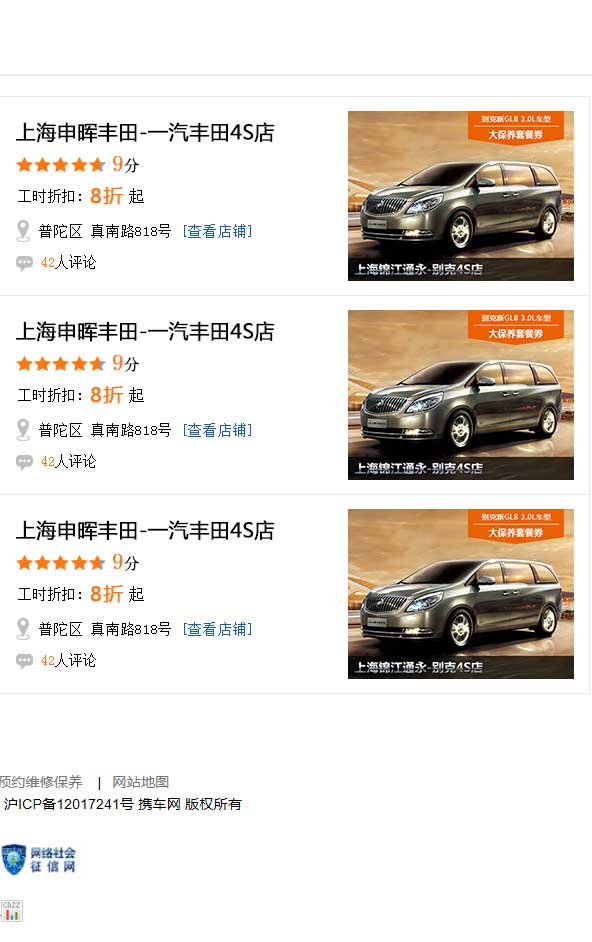 上海申晖丰田-一汽丰田4S店
9分
工时折扣：8折 起
普陀区 真南路818号 [查看店铺]
42人评论
别克新GL8 3.0L车型
大保养套餐券
上海锦江通永-别克4S店
上海申晖丰田-一汽丰田4S店
9分
工时折扣：8折 起
普陀区 真南路818号 [查看店铺]
42人评论
别克新GL8 3.0L车型
大保养套餐券
上海锦江通永-别克4S店
上海申晖丰田-一汽丰田4S店
9分
工时折扣：8折 起
普陀区 真南路818号 [查看店铺]
42人评论
别克新GL8 3.0L车型
大保养套餐券
上海锦江通永-别克4S店
预约维修保养 | 网站地图
沪ICP备12017241号 携车网 版权所有
网络社会
征信网
CNZZ